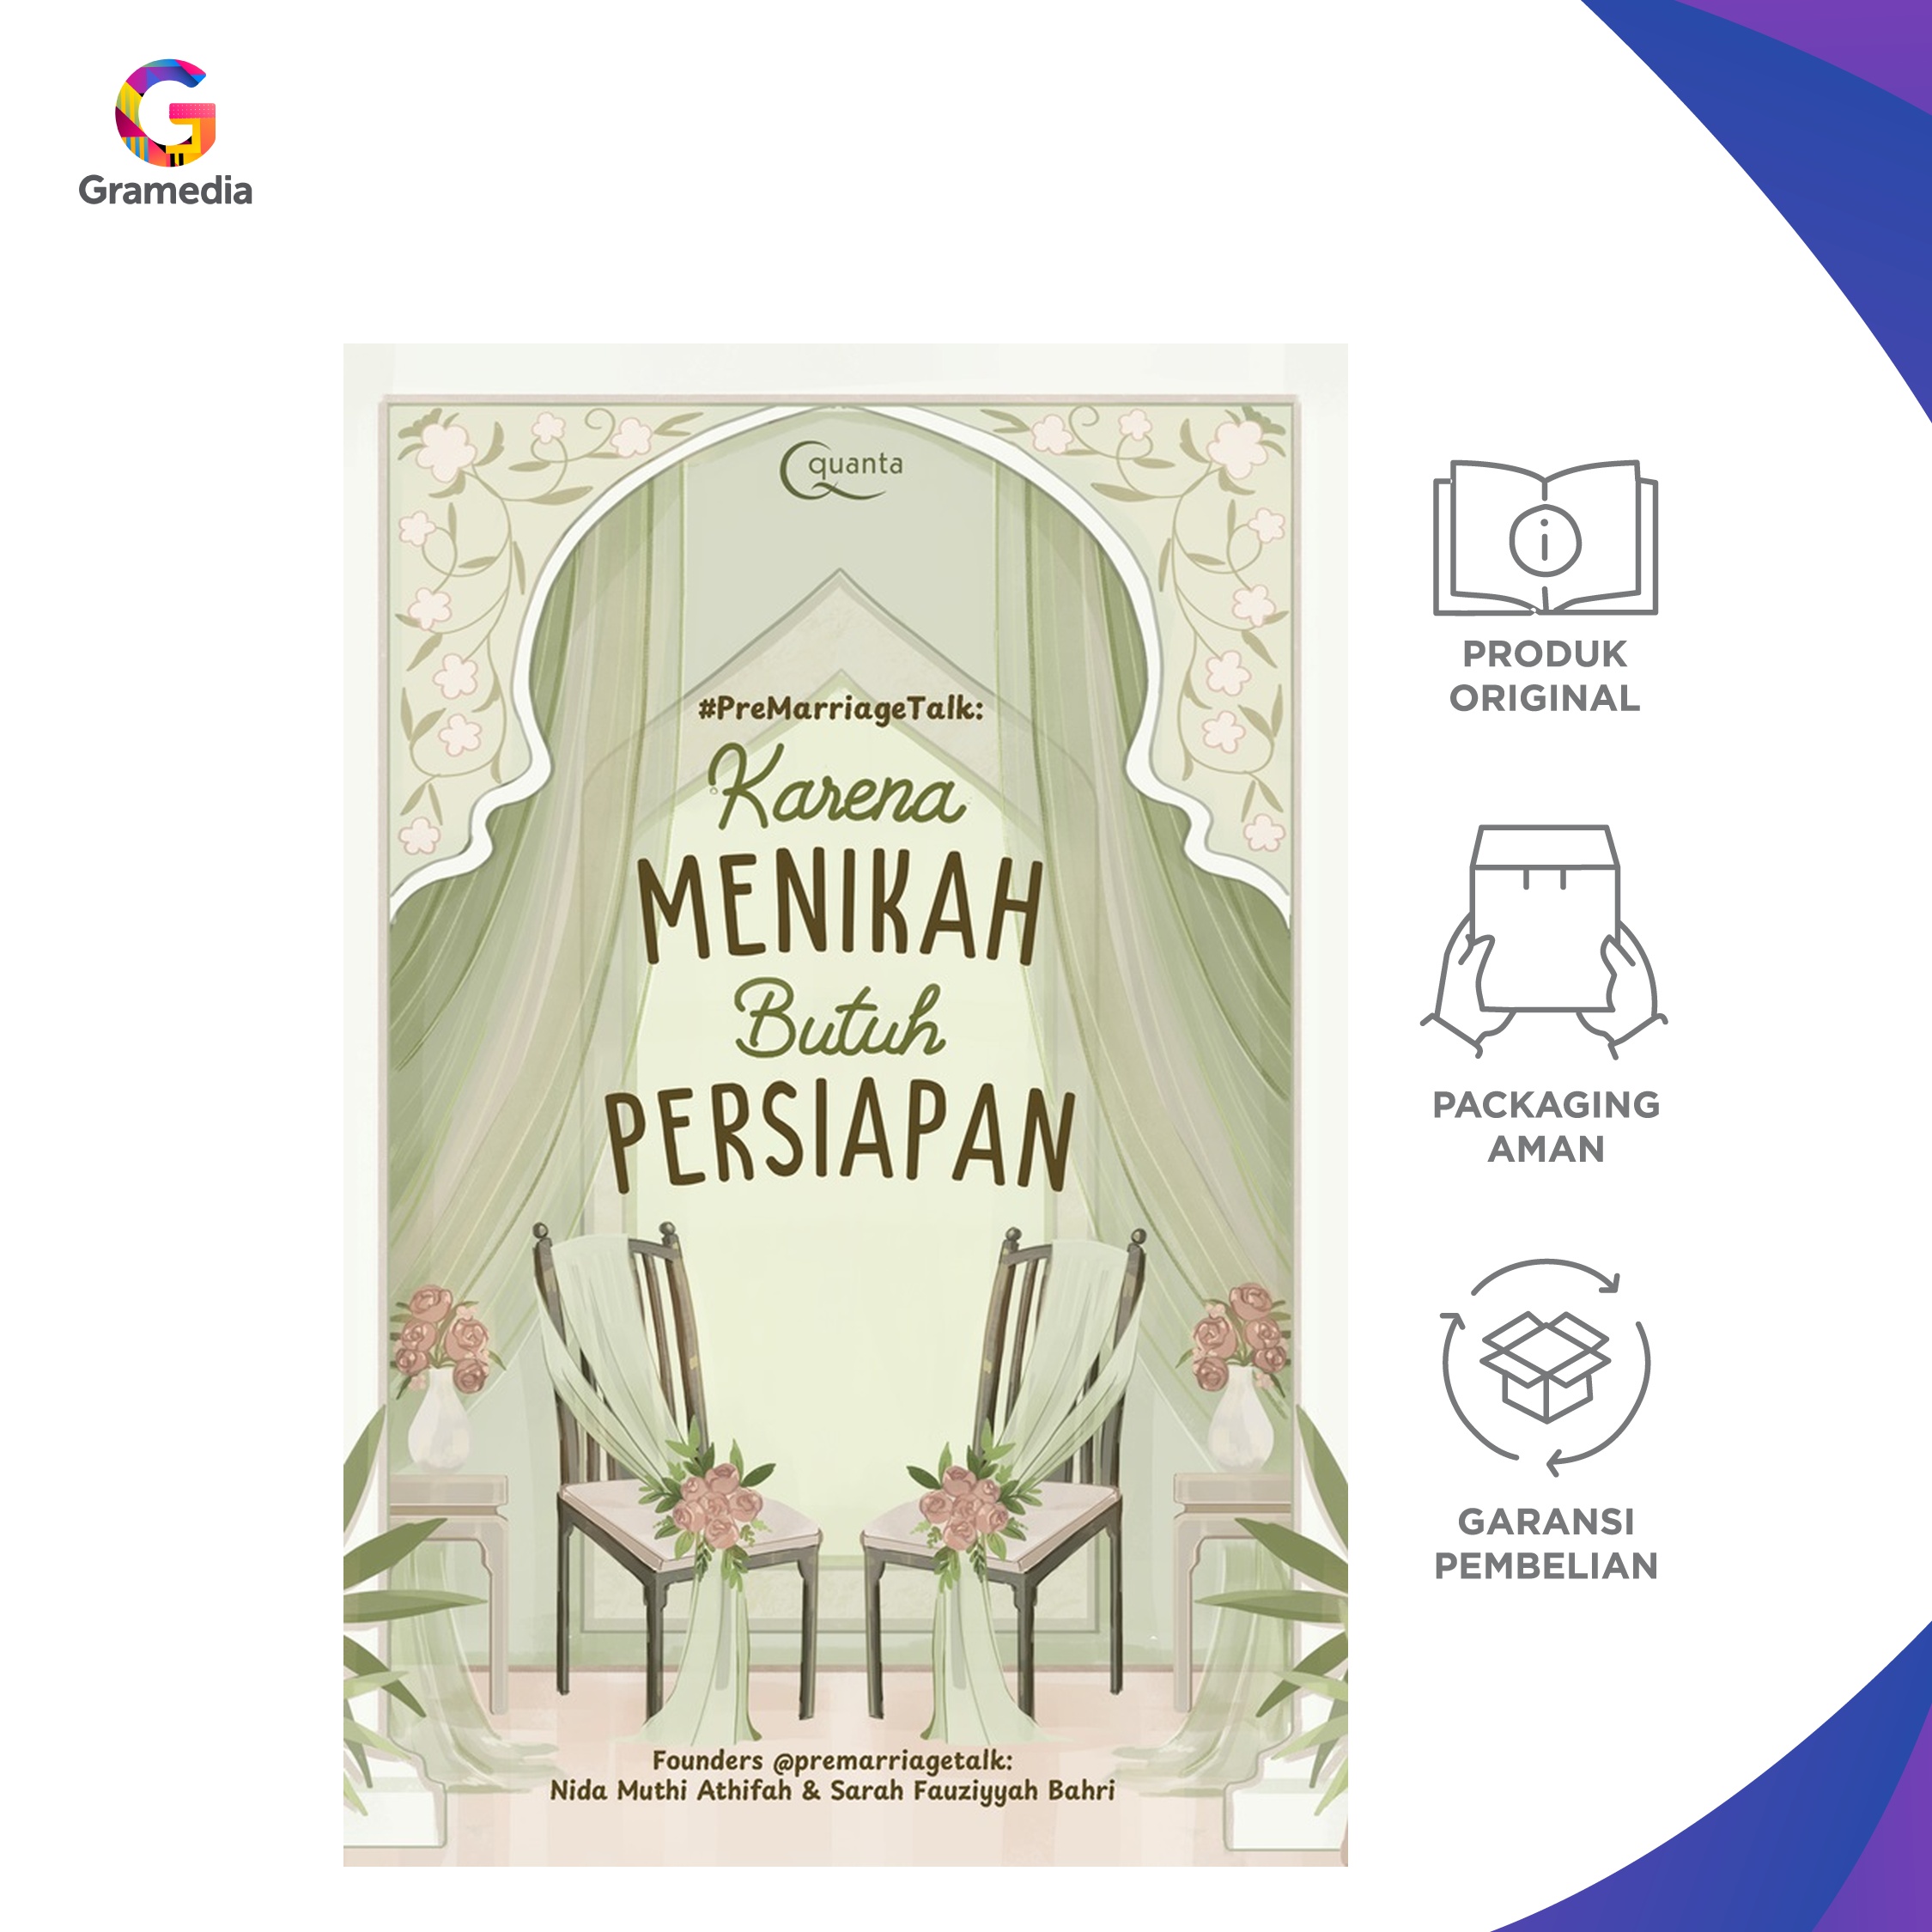 Gramedia
quanta
#PreMarriageTalk:
Karena
MENIKAH
Butuh
PERSIAPAN
Founders @premarriagetalk:
Nida Muthi Athifah & Sarah Fauziyyah Bahri
PRODUK
ORIGINAL
PACKAGING
AMAN
GARANSI
PEMBELIAN